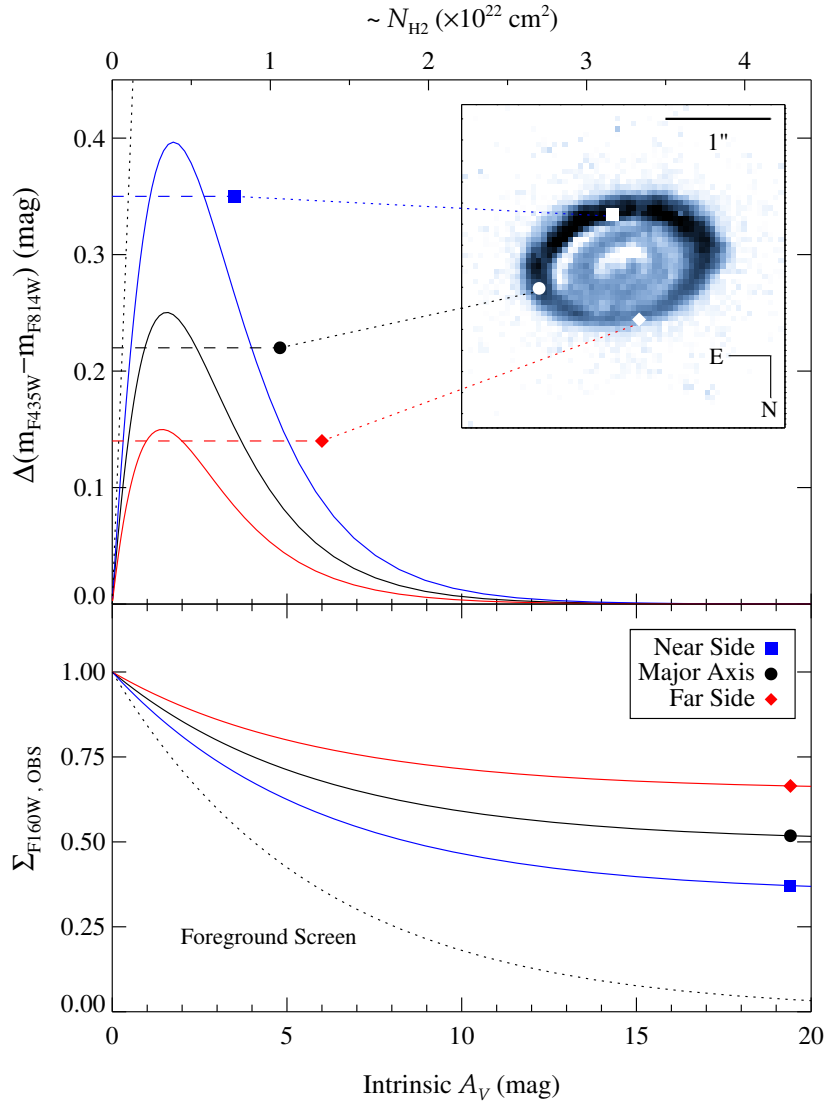 ~ N_H2 (×10^22 cm^2)
0 1 2 3 4
Δ(m_F435W−m_F814W) (mag)
0.4
0.3
0.2
0.1
0.0
1"
E
N
Σ_F160W, OBS
1.00
0.75
0.50
0.25
0.00
Near Side
Major Axis
Far Side
Foreground Screen
0 5 10 15 20
Intrinsic A_V (mag)